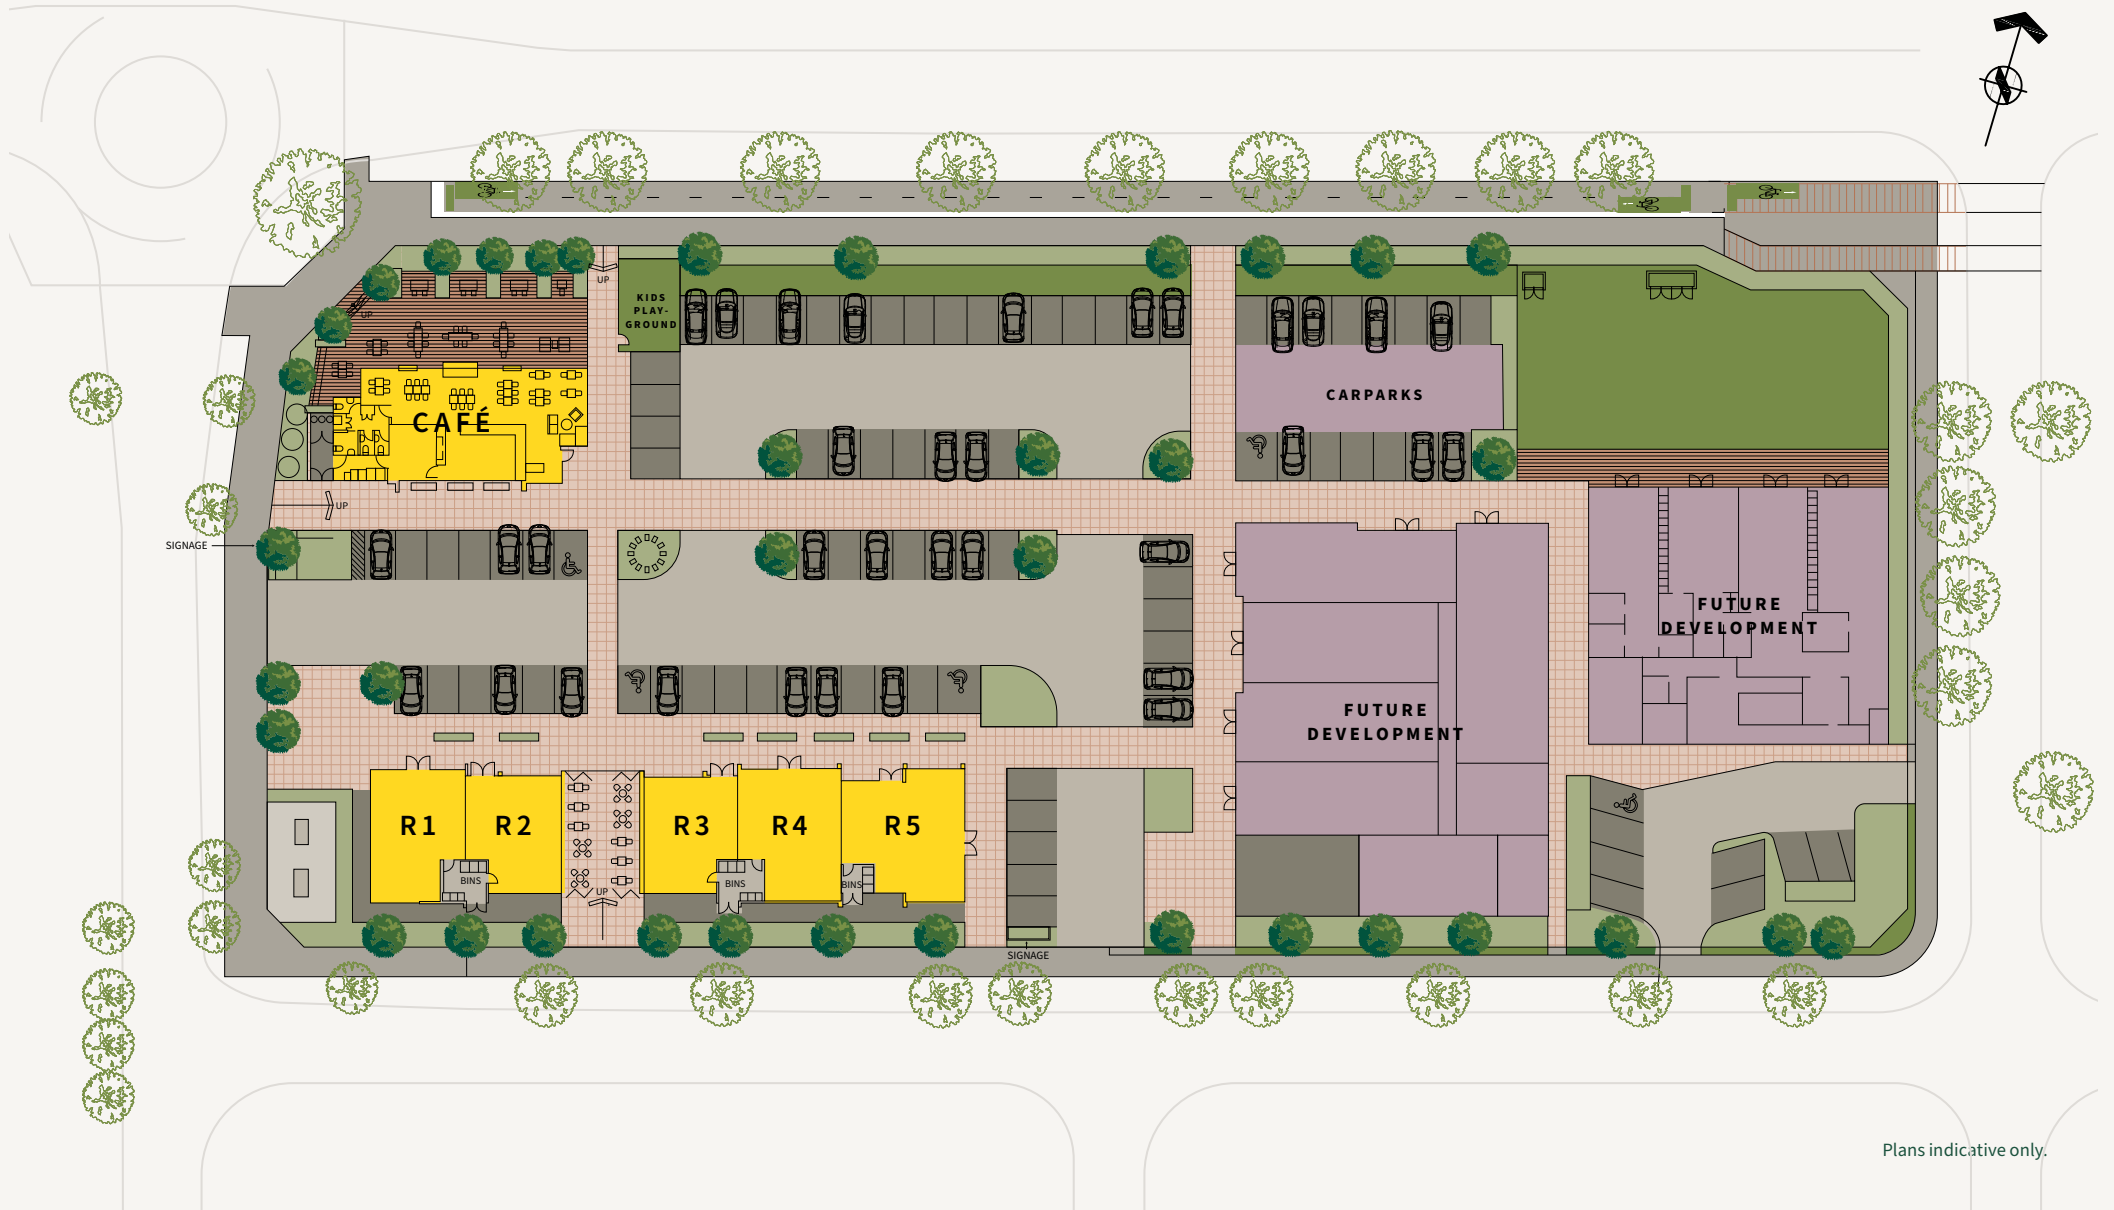 UP
KIDS
PLAY-
GROUND
UP
CARPARKS
CAFÉ
UP
SIGNAGE
FUTURE
DEVELOPMENT
FUTURE
DEVELOPMENT
R1
R2
R3
R4
R5
BINS
BINS
BINS
UP
SIGNAGE
Plans indicative only.